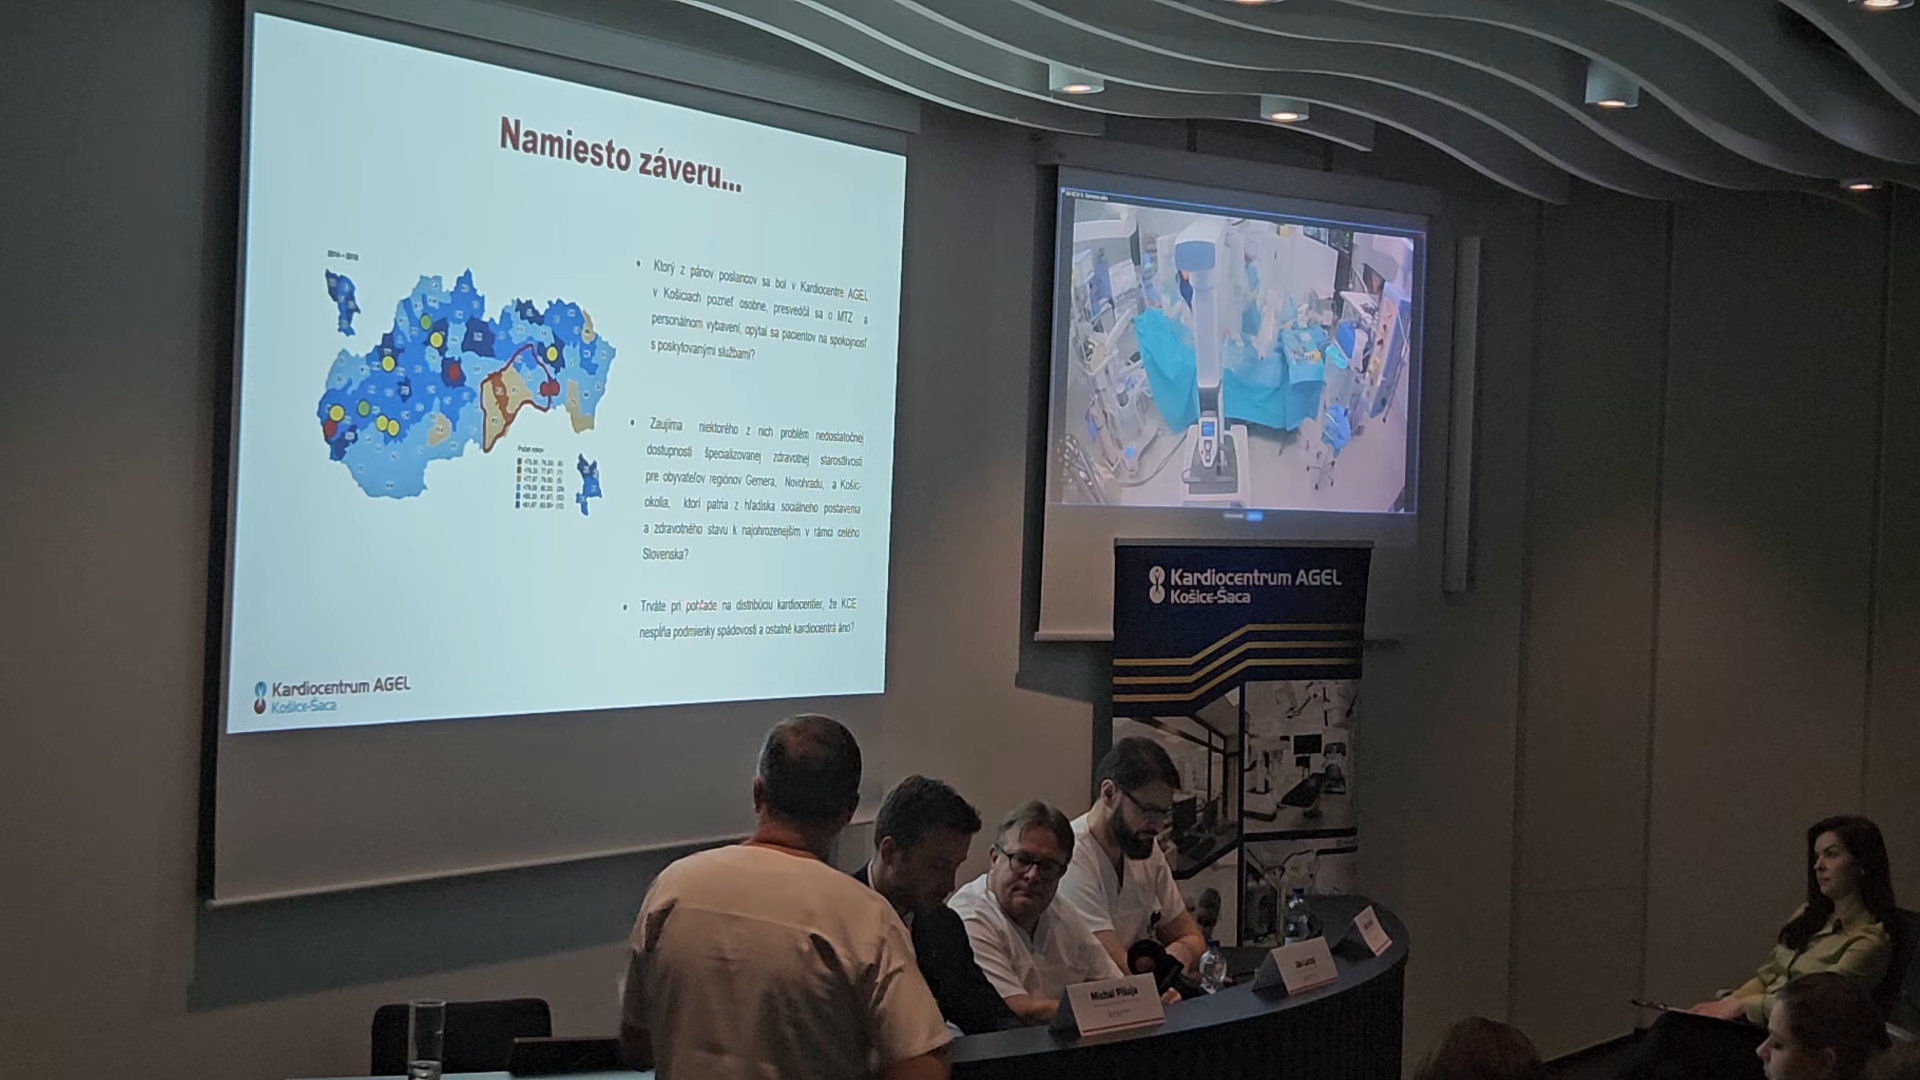 Namiesto záveru...
• Ktorý z pánov poslancov sa bol v Kardiocentre AGEL
v Košiciach pozrieť osobne, presvedčil sa o MTZ a
personálnom vybavení, opýtal sa pacientov na spokojnosť
s poskytovanými službami?
• Zaujíma niektorého z nich problém nedostatočnej
dostupnosti špecializovanej zdravotnej starostlivosti
pre obyvateľov regiónov Gemera, Novohradu, a Košíc-
okolia, ktorí patria z hľadiska sociálneho postavenia
a zdravotného stavu k najohrozenejším v rámci celého
Slovenska?
• Trváte pri pohľade na distribúciu kardiocentier, že KCE
nespĺňa podmienky spádovosti a ostatné kardiocentrá áno?
Kardiocentrum AGEL
Košice-Šaca
Kardiocentrum AGEL
Košice-Šaca
Michal Pišoja